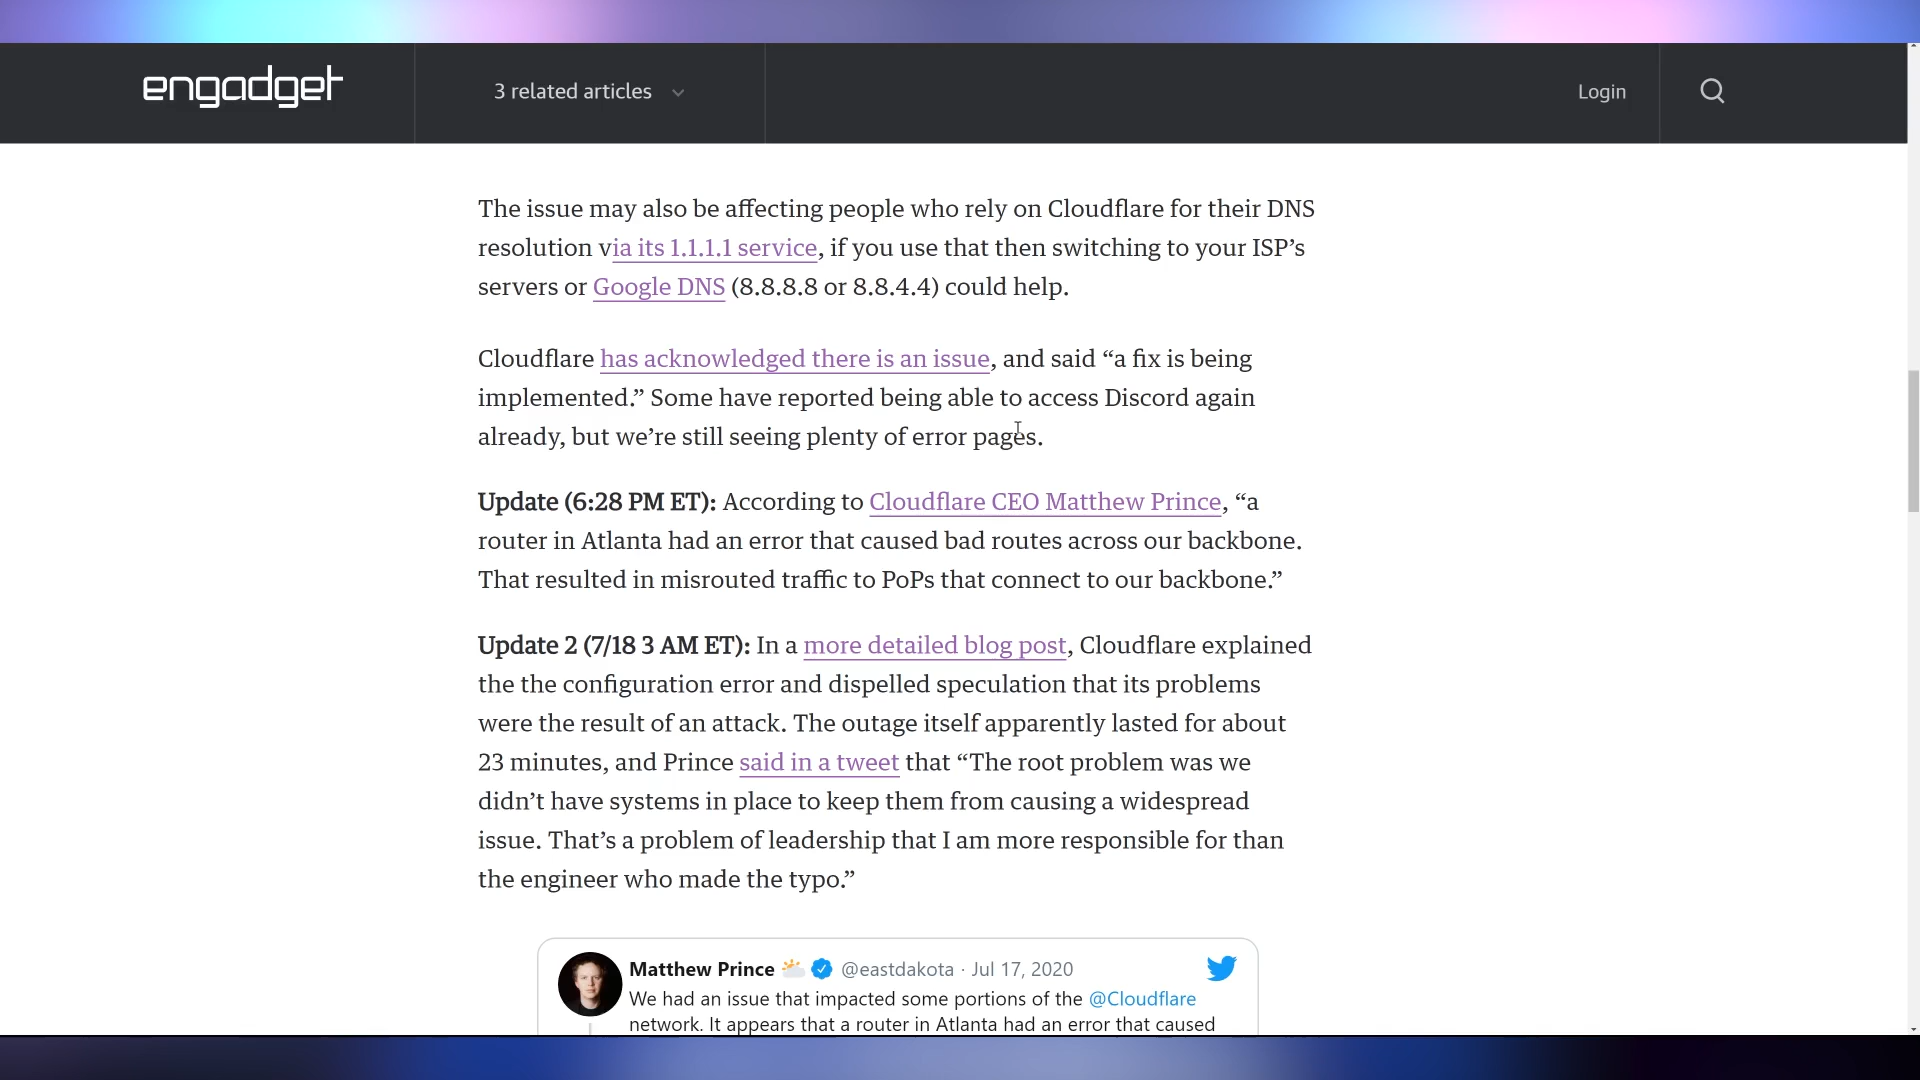 engadget
3 related articles
Login
The issue may also be affecting people who rely on Cloudflare for their DNS
resolution via its 1.1.1.1 service, if you use that then switching to your ISP’s
servers or Google DNS (8.8.8.8 or 8.8.4.4) could help.
Cloudflare has acknowledged there is an issue, and said “a fix is being
implemented.” Some have reported being able to access Discord again
already, but we’re still seeing plenty of error pages.
Update (6:28 PM ET): According to Cloudflare CEO Matthew Prince, “a
router in Atlanta had an error that caused bad routes across our backbone.
That resulted in misrouted traffic to PoPs that connect to our backbone.”
Update 2 (7/18 3 AM ET): In a more detailed blog post, Cloudflare explained
the the configuration error and dispelled speculation that its problems
were the result of an attack. The outage itself apparently lasted for about
23 minutes, and Prince said in a tweet that “The root problem was we
didn’t have systems in place to keep them from causing a widespread
issue. That’s a problem of leadership that I am more responsible for than
the engineer who made the typo.”
Matthew Prince @eastdakota · Jul 17, 2020
We had an issue that impacted some portions of the @Cloudflare
network. It appears that a router in Atlanta had an error that caused